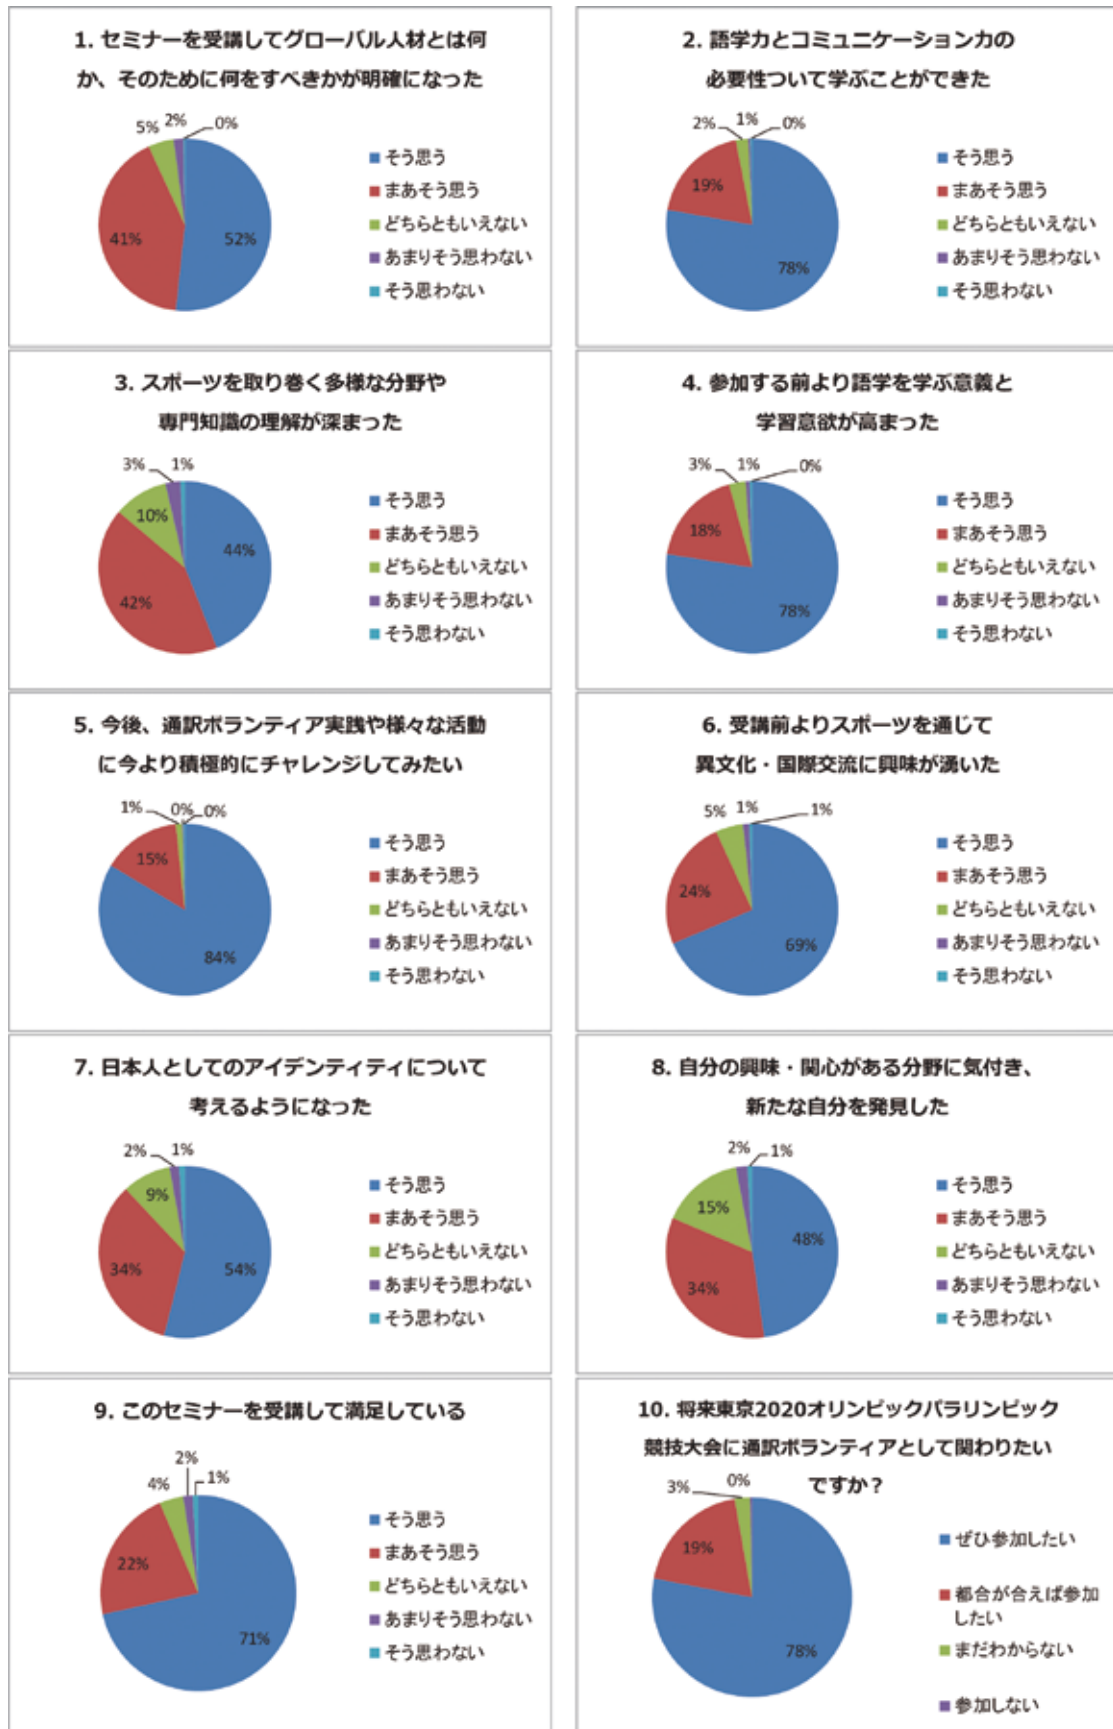 1. セミナーを受講してグローバル人材とは何
か、そのために何をすべきかが明確になった
5%
2%
0%
41%
52%
そう思う
まあそう思う
どちらともいえない
あまりそう思わない
そう思わない
2. 語学力とコミュニケーション力の
必要性ついて学ぶことができた
2%
1%
0%
19%
78%
そう思う
まあそう思う
どちらともいえない
あまりそう思わない
そう思わない
3. スポーツを取り巻く多様な分野や
専門知識の理解が深まった
3%
1%
10%
44%
42%
そう思う
まあそう思う
どちらともいえない
あまりそう思わない
そう思わない
4. 参加する前より語学を学ぶ意義と
学習意欲が高まった
3%
1%
0%
18%
78%
そう思う
まあそう思う
どちらともいえない
あまりそう思わない
そう思わない
5. 今後、通訳ボランティア実践や様々な活動
に今より積極的にチャレンジしてみたい
1%
0%
0%
15%
84%
そう思う
まあそう思う
どちらともいえない
あまりそう思わない
そう思わない
6. 受講前よりスポーツを通じて
異文化・国際交流に興味が湧いた
5%
1%
1%
24%
69%
そう思う
まあそう思う
どちらともいえない
あまりそう思わない
そう思わない
7. 日本人としてのアイデンティティについて
考えるようになった
2%
1%
9%
34%
54%
そう思う
まあそう思う
どちらともいえない
あまりそう思わない
そう思わない
8. 自分の興味・関心がある分野に気付き、
新たな自分を発見した
2%
1%
15%
48%
34%
そう思う
まあそう思う
どちらともいえない
あまりそう思わない
そう思わない
9. このセミナーを受講して満足している
2%
4%
1%
22%
71%
そう思う
まあそう思う
どちらともいえない
あまりそう思わない
そう思わない
10. 将来東京2020オリンピックパラリンピック
競技大会に通訳ボランティアとして関わりたい
ですか？
3%
0%
19%
78%
ぜひ参加したい
都合が合えば参加
したい
まだわからない
参加しない